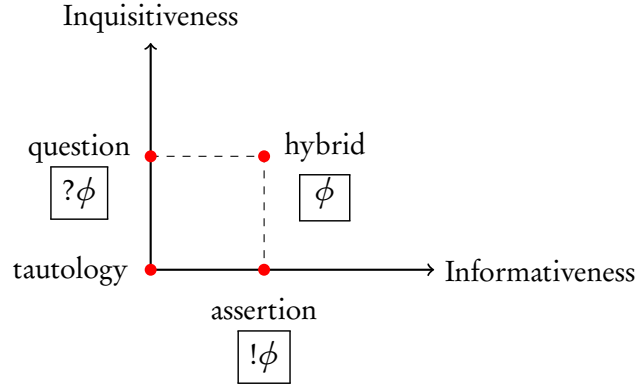 Inquisitiveness
question
hybrid
?ϕ
ϕ
tautology
Informativeness
assertion
!ϕ